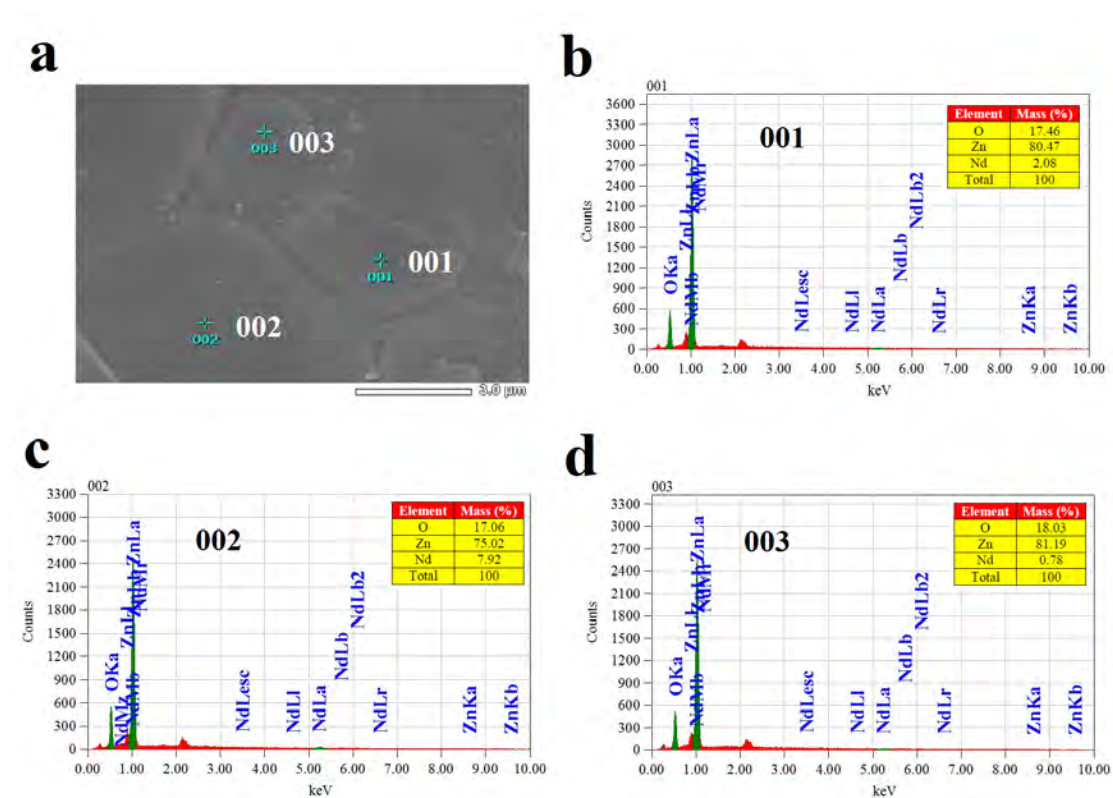 a
003
003
001
001
002
002
3.0 µm
b
001
001
Element Mass (%)
O 17.46
Zn 80.47
Nd 2.08
Total 100
Counts
3600
3300
3000
2700
2400
2100
1800
1500
1200
900
600
300
0
OKa
ZnLl
NdMb
ZnLa
NdLesc
NdLl
NdLa
NdLb
NdLb2
NdLr
ZnKa
ZnKb
0.00 1.00 2.00 3.00 4.00 5.00 6.00 7.00 8.00 9.00 10.00
keV
c
002
002
Element Mass (%)
O 17.06
Zn 75.02
Nd 7.92
Total 100
Counts
3300
3000
2700
2400
2100
1800
1500
1200
900
600
300
0
OKa
NdMz
ZnLl
NdMb
ZnLa
NdLesc
NdLl
NdLa
NdLb
NdLb2
NdLr
ZnKa
ZnKb
0.00 1.00 2.00 3.00 4.00 5.00 6.00 7.00 8.00 9.00 10.00
keV
d
003
003
Element Mass (%)
O 18.03
Zn 81.19
Nd 0.78
Total 100
Counts
3300
3000
2700
2400
2100
1800
1500
1200
900
600
300
0
OKa
ZnLl
NdMb
ZnLa
NdLesc
NdLl
NdLa
NdLb
NdLb2
NdLr
ZnKa
ZnKb
0.00 1.00 2.00 3.00 4.00 5.00 6.00 7.00 8.00 9.00 10.00
keV